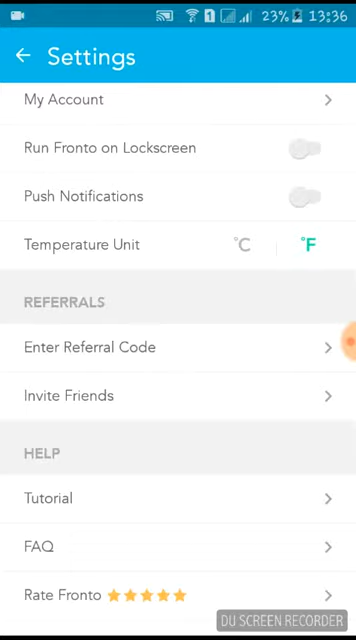 1 23% 13:36
Settings
My Account
Run Fronto on Lockscreen
Push Notifications
Temperature Unit °C °F
REFERRALS
Enter Referral Code
Invite Friends
HELP
Tutorial
FAQ
Rate Fronto
DU SCREEN RECORDER